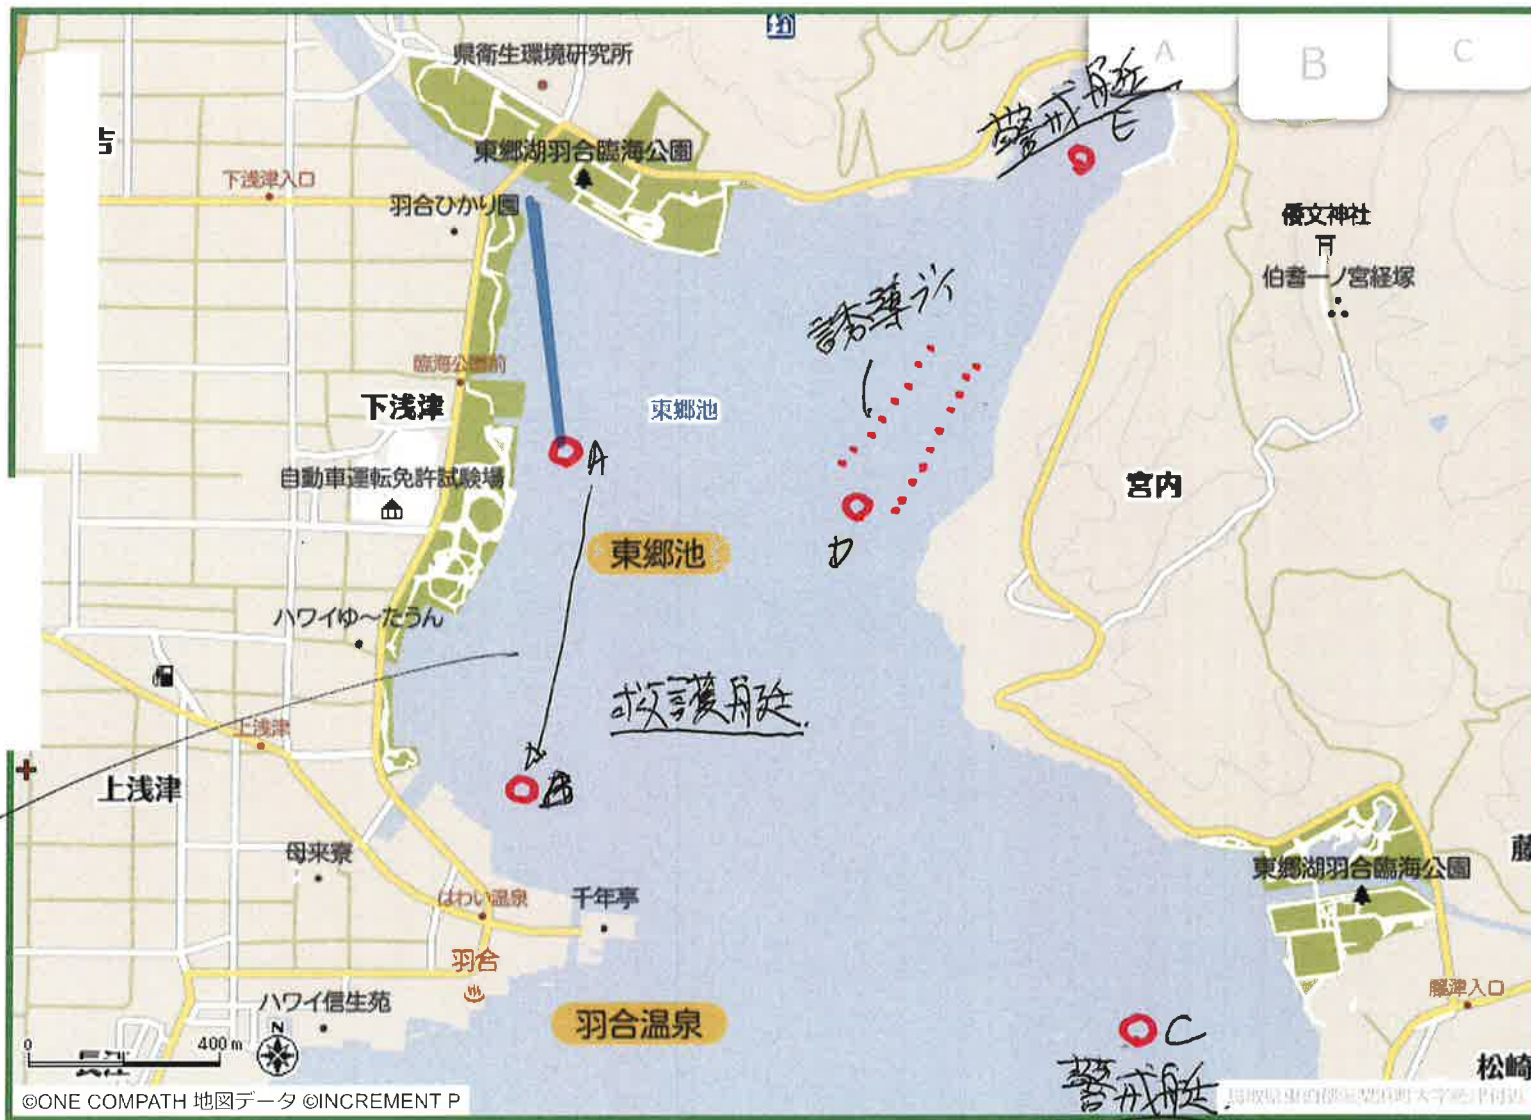 A
B
C
県衛生環境研究所
警戒艇
E
東郷湖羽合臨海公園
下浅津入口
羽合ひかり園
倭文神社
伯耆一ノ宮経塚
誘導ブイ
臨海公園前
下浅津
東郷池
A
自動車運転免許試験場
宮内
東郷池
D
ハワイゆ〜たうん
救護艇.
上浅津
上浅津
B
母来寮
東郷湖羽合臨海公園
藤
はわい温泉
千年亭
羽合
藤津入口
ハワイ信生苑
羽合温泉
C
N
0
400 m
長江
警戒艇.
松崎
©ONE COMPATH 地図データ ©INCREMENT P